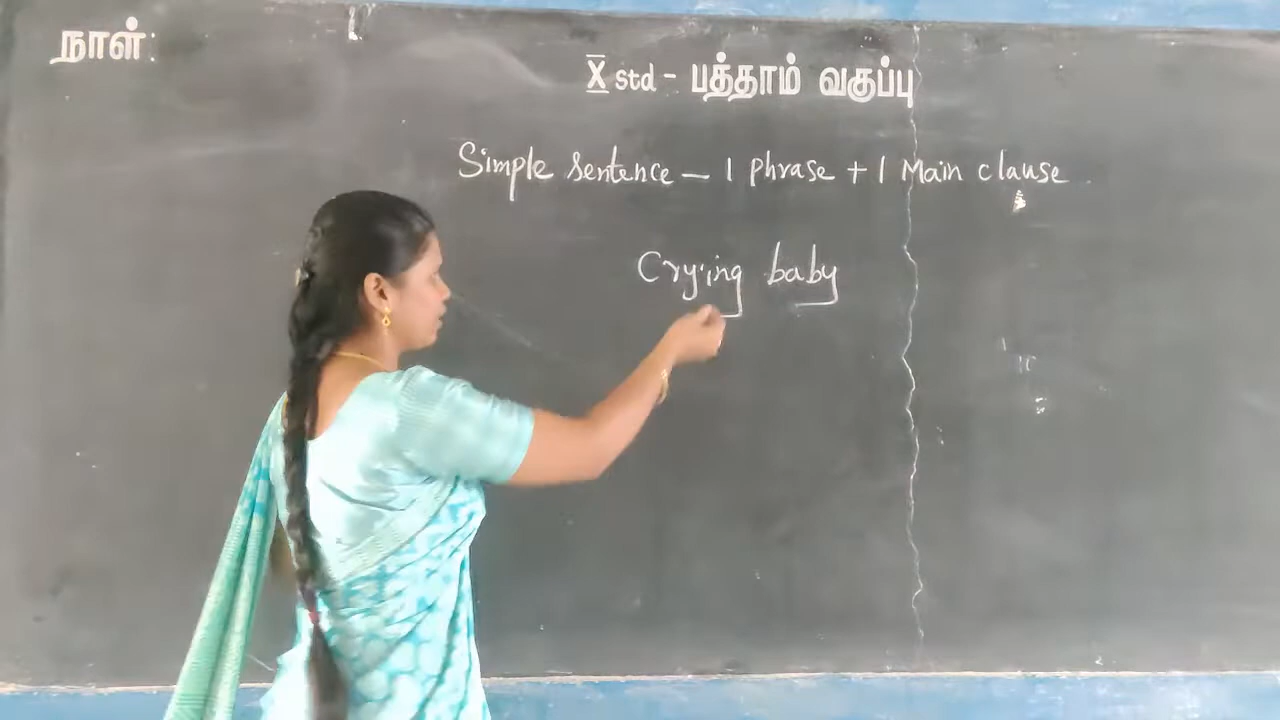 நாள்:
X std - பத்தாம் வகுப்பு
Simple sentence - 1 phrase + 1 Main clause
Crying baby